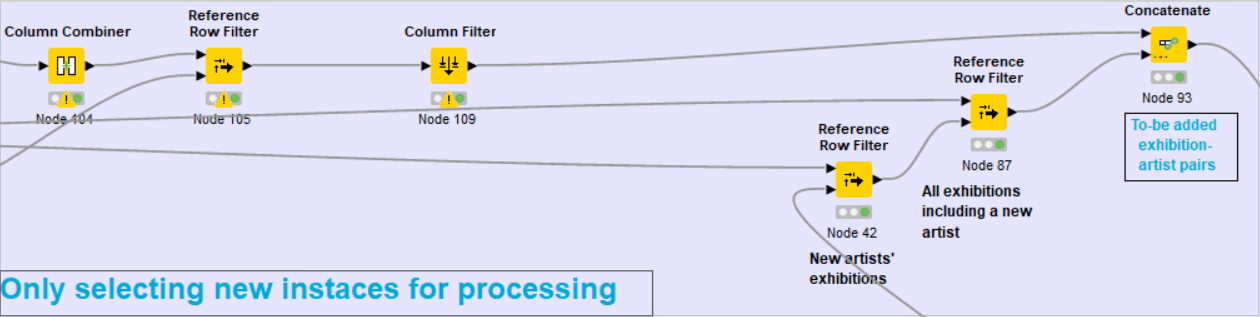 Column Combiner
Node 104
Reference
Row Filter
Node 105
Column Filter
Node 109
Reference
Row Filter
Node 42
New artists'
exhibitions
Reference
Row Filter
Node 87
All exhibitions
including a new
artist
Concatenate
Node 93
To-be added
exhibition-
artist pairs
Only selecting new instaces for processing